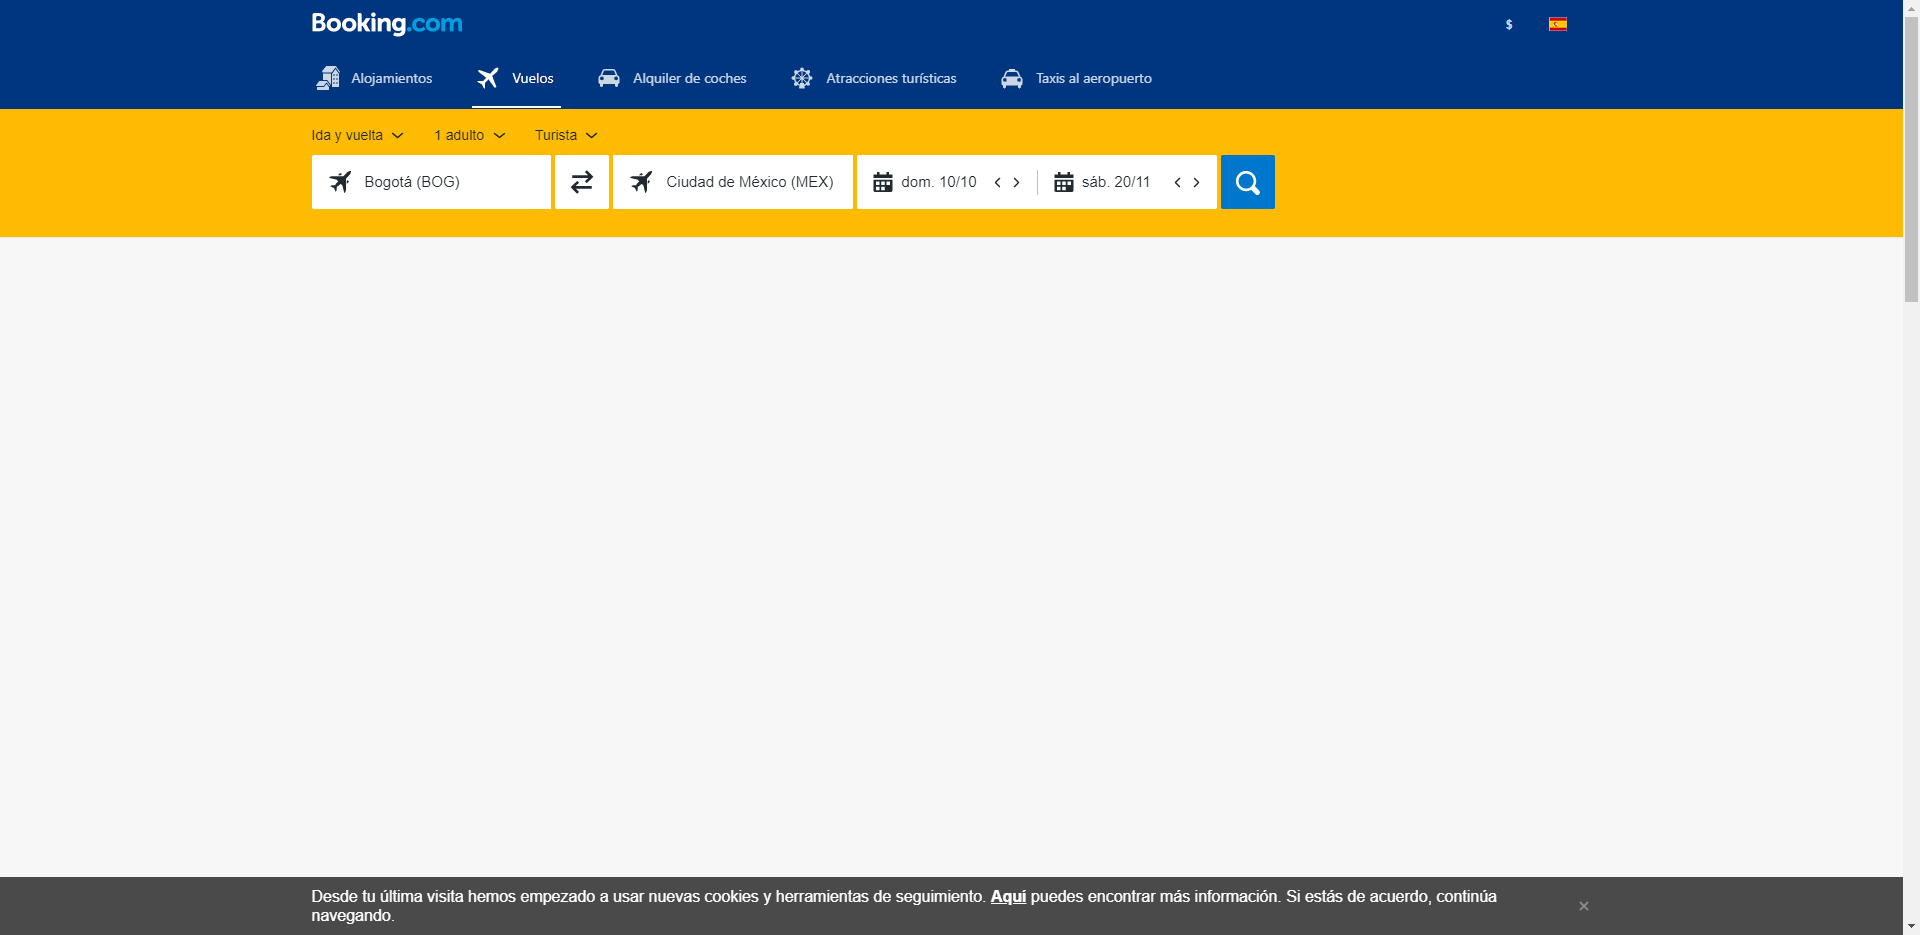 Booking.com
$
Alojamientos
Vuelos
Alquiler de coches
Atracciones turísticas
Taxis al aeropuerto
Ida y vuelta
1 adulto
Turista
Bogotá (BOG)
Ciudad de México (MEX)
dom. 10/10
sáb. 20/11
Desde tu última visita hemos empezado a usar nuevas cookies y herramientas de seguimiento. Aquí puedes encontrar más información. Si estás de acuerdo, continúa
navegando.